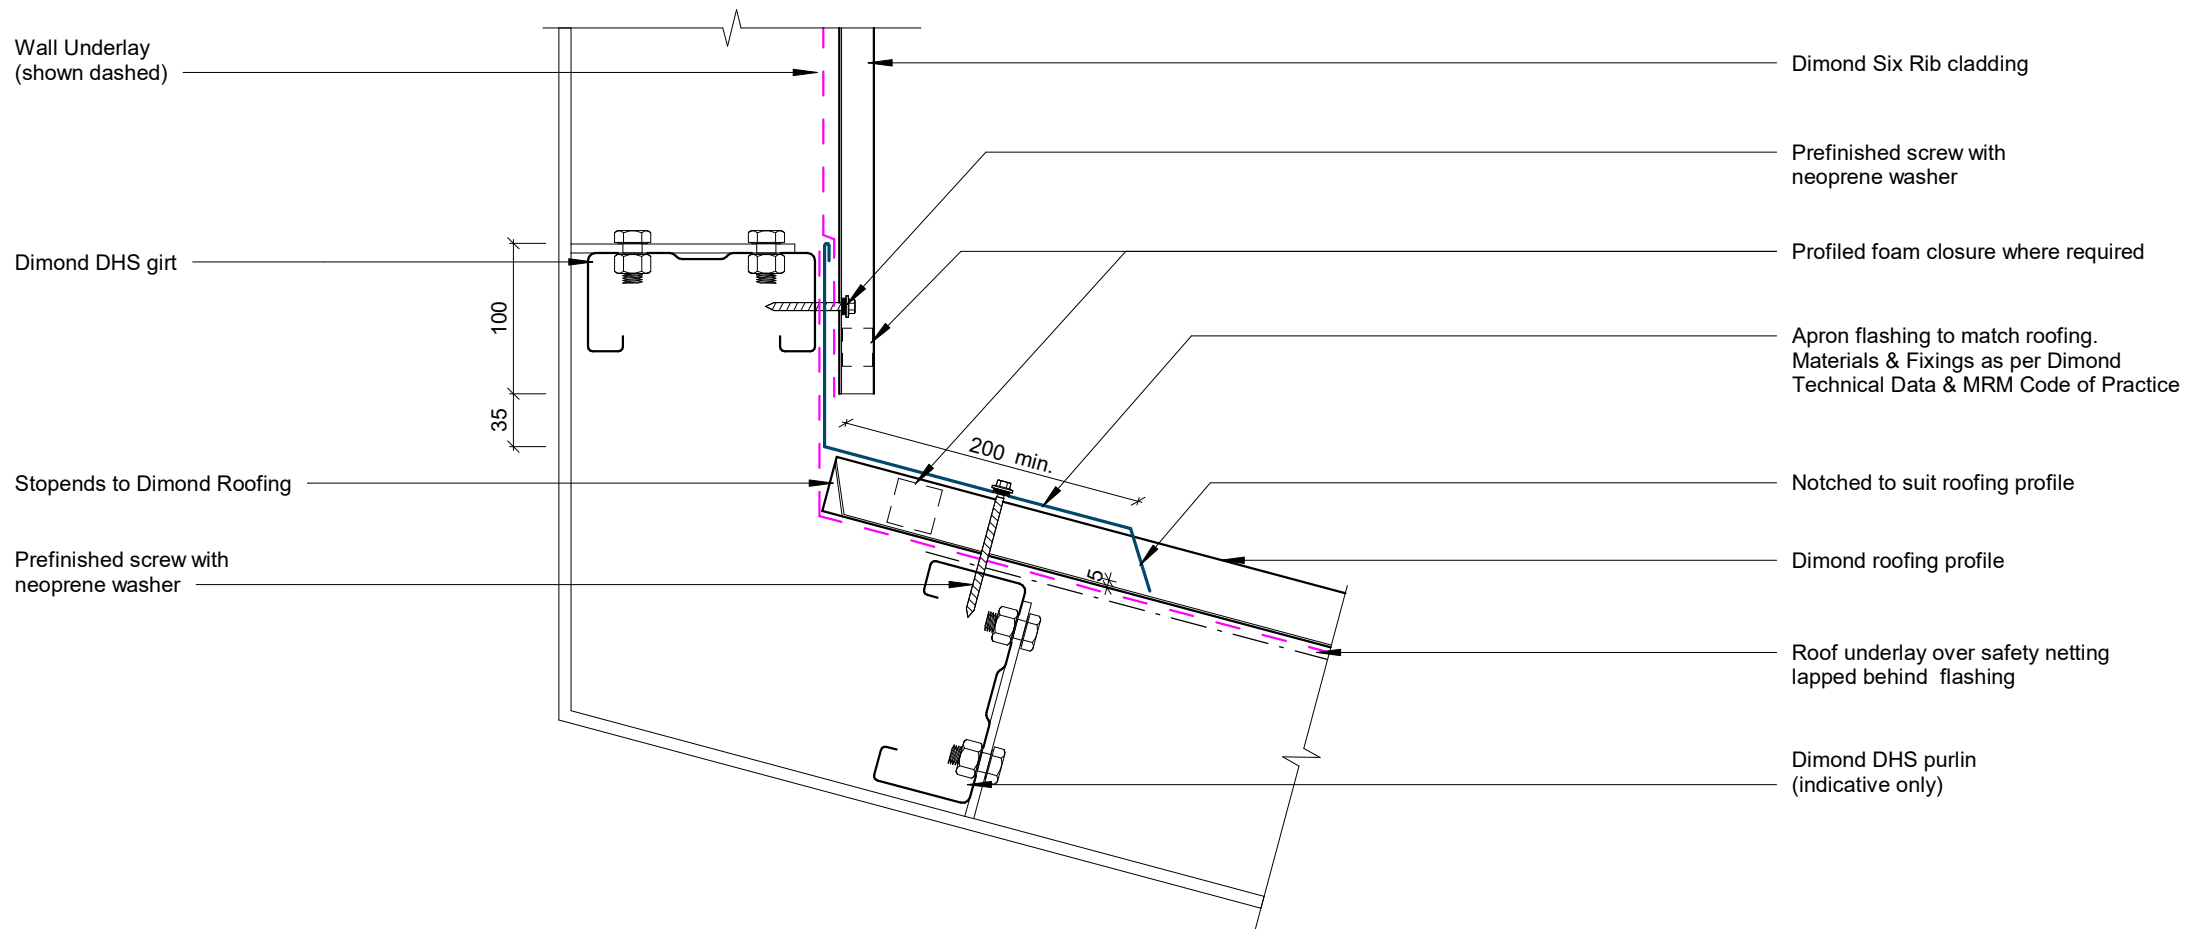 Wall Underlay
(shown dashed)
Dimond DHS girt
Stopends to Dimond Roofing
Prefinished screw with
neoprene washer
100
35
200 min.
5
Dimond Six Rib cladding
Prefinished screw with
neoprene washer
Profiled foam closure where required
Apron flashing to match roofing.
Materials & Fixings as per Dimond
Technical Data & MRM Code of Practice
Notched to suit roofing profile
Dimond roofing profile
Roof underlay over safety netting
lapped behind flashing
Dimond DHS purlin
(indicative only)